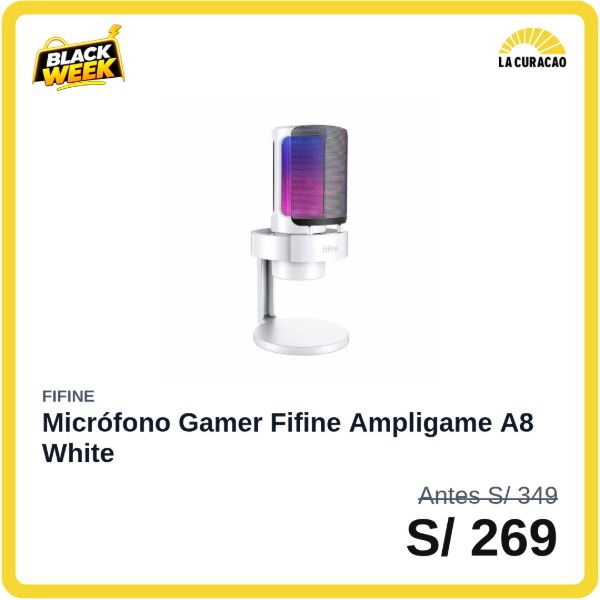 BLACK
WEEK
LA CURACAO
fifine
FIFINE
Micrófono Gamer Fifine Ampligame A8
White
Antes S/ 349
S/ 269